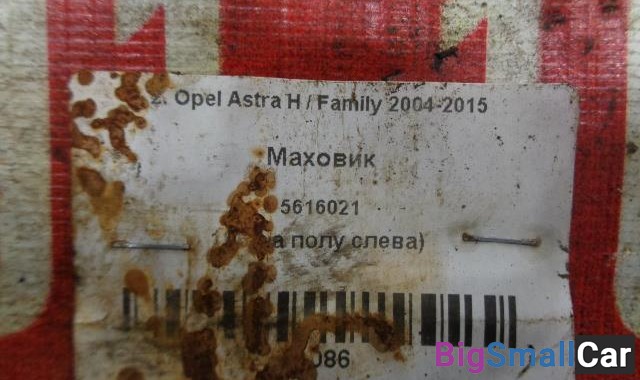 Opel Astra H / Family 2004-2015
Маховик
5616021
полу слева)
086
BigSmallCar